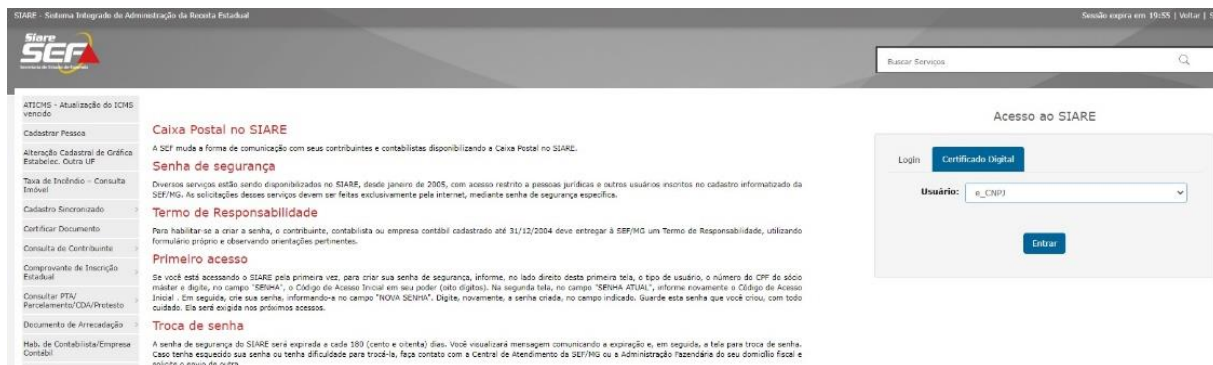 SIARE - Sistema Integrado de Administração da Receita Estadual
Sessão expira em 19:55 | Voltar | S
Siare
SEF
Secretaria de Estado de Fazenda
Buscar Serviços
ATICMS - Atualização do ICMS
vencido
Cadastrar Pessoa
Alteração Cadastral de Gráfica
Estabelec. Outra UF
Taxa de Incêndio – Consulta
Imóvel
Cadastro Sincronizado
Certificar Documento
Consulta de Contribuinte
Comprovante de Inscrição
Estadual
Consultar PTA/
Parcelamento/CDA/Protesto
Documento de Arrecadação
Hab. de Contabilista/Empresa
Contábil
Caixa Postal no SIARE
A SEF muda a forma de comunicação com seus contribuintes e contabilistas disponibilizando a Caixa Postal no SIARE.
Senha de segurança
Diversos serviços estão sendo disponibilizados no SIARE, desde janeiro de 2005, com acesso restrito a pessoas jurídicas e outros usuários inscritos no cadastro informatizado da
SEF/MG. As solicitações desses serviços devem ser feitas exclusivamente pela internet, mediante senha de segurança específica.
Termo de Responsabilidade
Para habilitar-se a criar a senha, o contribuinte, contabilista ou empresa contábil cadastrado até 31/12/2004 deve entregar à SEF/MG um Termo de Responsabilidade, utilizando
formulário próprio e observando orientações pertinentes.
Primeiro acesso
Se você está acessando o SIARE pela primeira vez, para criar sua senha de segurança, informe, no lado direito desta primeira tela, o tipo de usuário, o número do CPF do sócio
máster e digite, no campo "SENHA", o Código de Acesso Inicial em seu poder (oito dígitos). Na segunda tela, no campo "SENHA ATUAL", informe novamente o Código de Acesso
Inicial . Em seguida, crie sua senha, informando-a no campo "NOVA SENHA". Digite, novamente, a senha criada, no campo indicado. Guarde esta senha que você criou, com todo
cuidado. Ela será exigida nos próximos acessos.
Troca de senha
A senha de segurança do SIARE será expirada a cada 180 (cento e oitenta) dias. Você visualizará mensagem comunicando a expiração e, em seguida, a tela para troca de senha.
Caso tenha esquecido sua senha ou tenha dificuldade para trocá-la, faça contato com a Central de Atendimento da SEF/MG ou a Administração Fazendária do seu domicílio fiscal e
solicite o envio de outra.
Acesso ao SIARE
Login
Certificado Digital
Usuário: e_CNPJ
Entrar